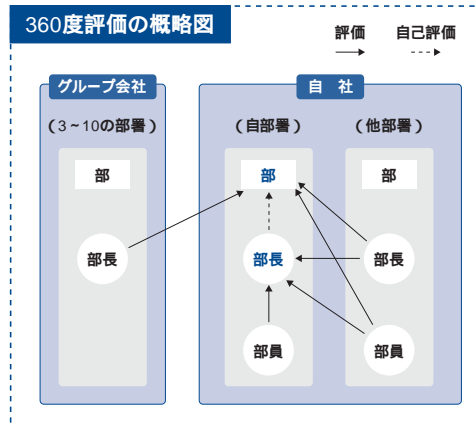 360度評価の概略図
評価 自己評価
グループ会社
自 社
(3~10の部署)
(自部署)
(他部署)
部
部
部
部長
部長
部長
部員
部員